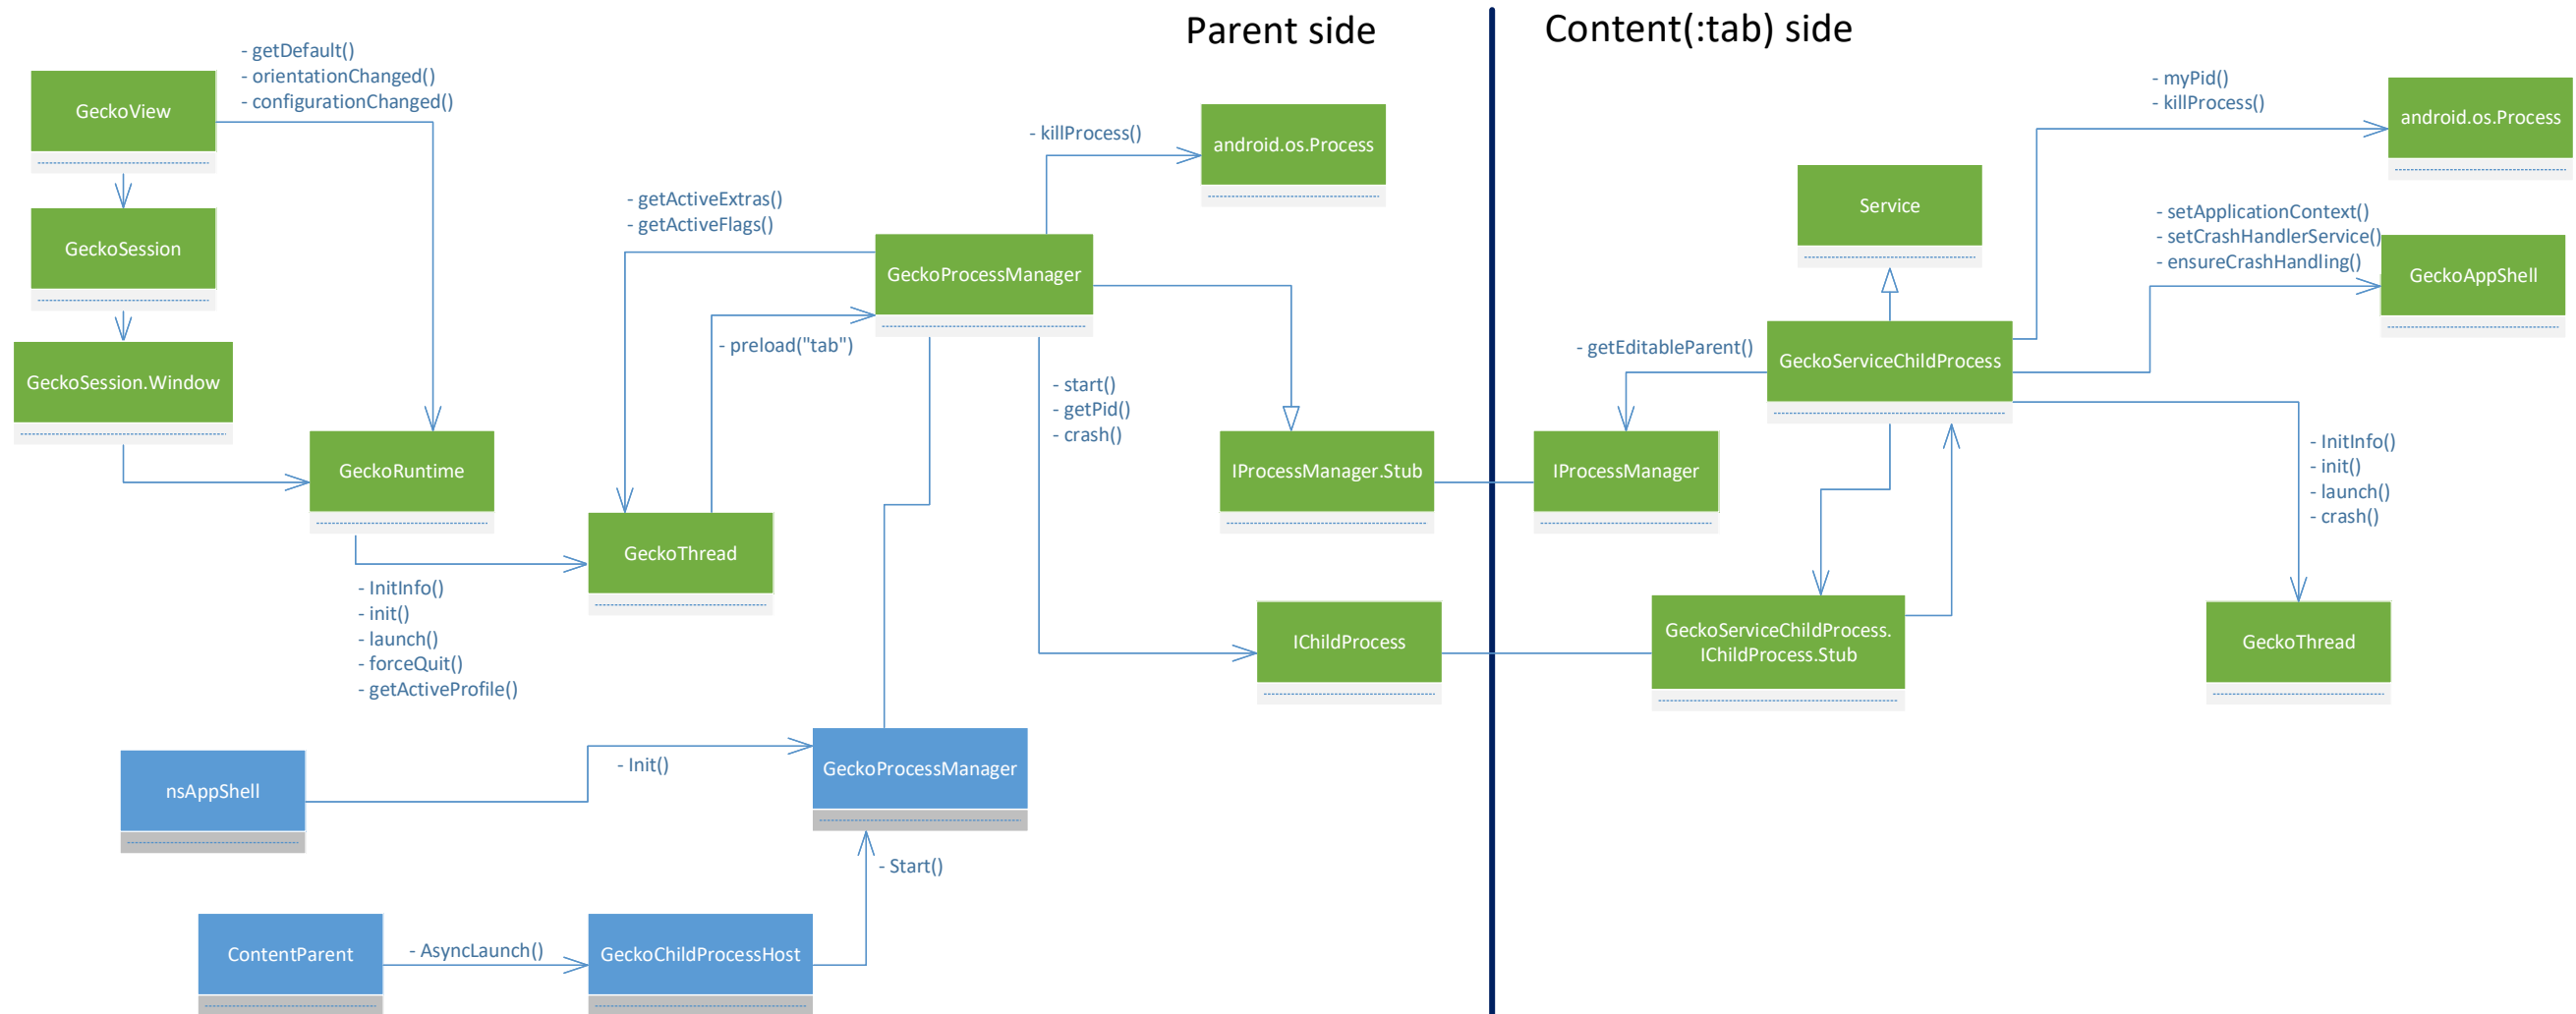 Parent side
Content(:tab) side
- getDefault()
- orientationChanged()
- configurationChanged()
GeckoView
GeckoSession
GeckoSession.Window
GeckoRuntime
- InitInfo()
- init()
- launch()
- forceQuit()
- getActiveProfile()
GeckoThread
- getActiveExtras()
- getActiveFlags()
- preload("tab")
GeckoProcessManager
- killProcess()
android.os.Process
- start()
- getPid()
- crash()
IProcessManager.Stub
IChildProcess
nsAppShell
- Init()
GeckoProcessManager
- Start()
ContentParent
- AsyncLaunch()
GeckoChildProcessHost
- myPid()
- killProcess()
android.os.Process
Service
- setApplicationContext()
- setCrashHandlerService()
- ensureCrashHandling()
GeckoAppShell
- getEditableParent()
GeckoServiceChildProcess
IProcessManager
- InitInfo()
- init()
- launch()
- crash()
GeckoServiceChildProcess.
IChildProcess.Stub
GeckoThread